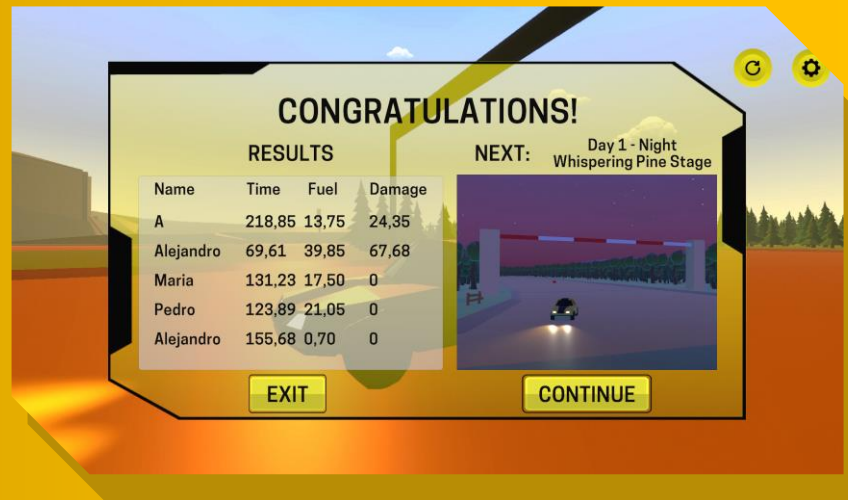 CONGRATULATIONS!
RESULTS
NEXT:
Day 1 - Night
Whispering Pine Stage
Name Time Fuel Damage
A 218,85 13,75 24,35
Alejandro 69,61 39,85 67,68
Maria 131,23 17,50 0
Pedro 123,89 21,05 0
Alejandro 155,68 0,70 0
EXIT
CONTINUE